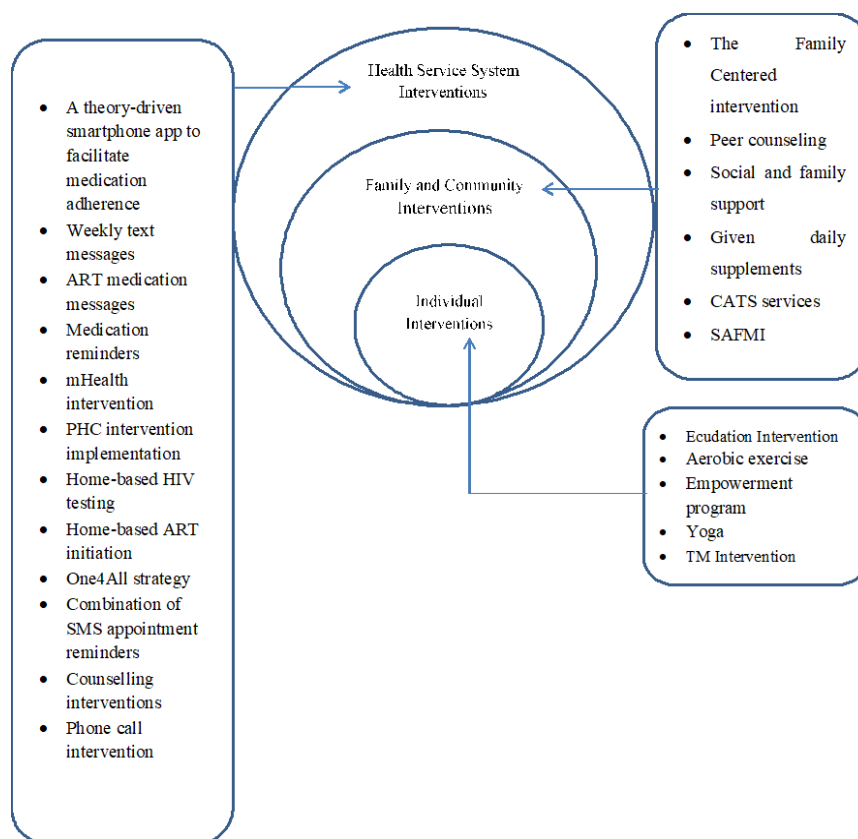 • A theory-driven
smartphone app to
facilitate
medication
adherence
• Weekly text
messages
• ART medication
messages
• Medication
reminders
• mHealth
intervention
• PHC intervention
implementation
• Home-based HIV
testing
• Home-based ART
initiation
• One4All strategy
• Combination of
SMS appointment
reminders
• Counselling
interventions
• Phone call
intervention
Health Service System
Interventions
Family and Community
Interventions
Individual
Interventions
• The Family
Centered
intervention
• Peer counseling
• Social and family
support
• Given daily
supplements
• CATS services
• SAFMI
• Ecudation Intervention
• Aerobic exercise
• Empowerment
program
• Yoga
• TM Intervention